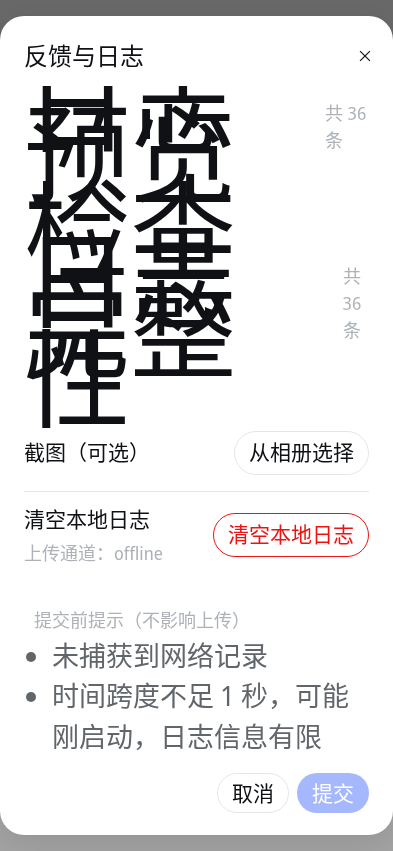 反馈与日志
共 36
条
共
36
条
截图（可选）
从相册选择
清空本地日志
上传通道：offline
清空本地日志
提交前提示（不影响上传）
未捕获到网络记录
时间跨度不足 1 秒，可能
刚启动，日志信息有限
取消
提交